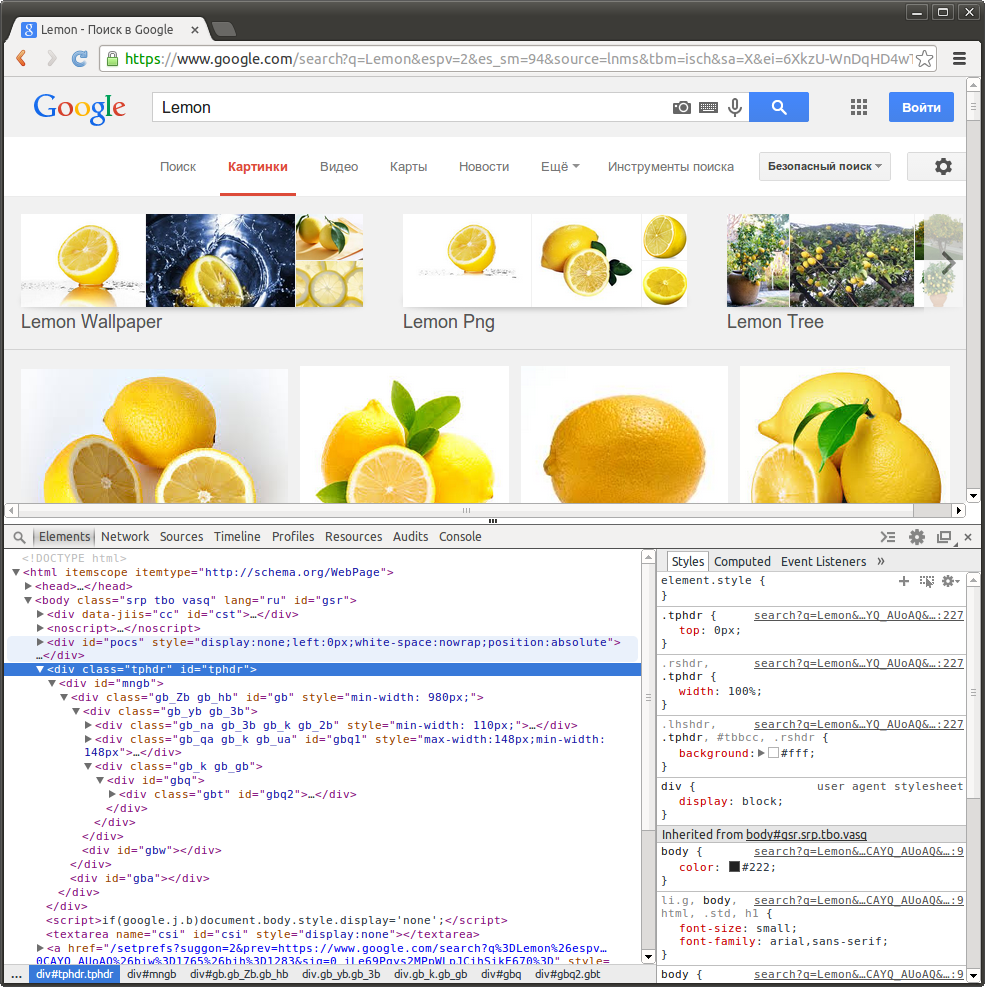 Lemon - Поиск в Google
https://www.google.com/search?q=Lemon&espv=2&es_sm=94&source=lnms&tbm=isch&sa=X&ei=6XkzU-WnDqHD4wT
Google
Lemon
Войти
Поиск Картинки Видео Карты Новости Ещё Инструменты поиска Безопасный поиск
Lemon Wallpaper Lemon Png Lemon Tree
Elements Network Sources Timeline Profiles Resources Audits Console
<!DOCTYPE html>
<html itemscope itemtype="http://schema.org/WebPage">
<head>…</head>
<body class="srp tbo vasq" lang="ru" id="gsr">
<div data-jiis="cc" id="cst">…</div>
<noscript>…</noscript>
<div id="pocs" style="display:none;left:0px;white-space:nowrap;position:absolute">
…</div>
<div class="tphdr" id="tphdr">
<div id="mngb">
<div class="gb_Zb gb_hb" id="gb" style="min-width: 980px;">
<div class="gb_yb gb_3b">
<div class="gb_na gb_3b gb_k gb_2b" style="min-width: 110px;">…</div>
<div class="gb_qa gb_k gb_ua" id="gbq1" style="max-width:148px;min-width:
148px">…</div>
<div class="gb_k gb_gb">
<div id="gbq">
<div class="gbt" id="gbq2">…</div>
</div>
</div>
</div>
<div id="gbw"></div>
</div>
<div id="gba"></div>
</div>
</div>
<script>if(google.j.b)document.body.style.display='none';</script>
<textarea name="csi" id="csi" style="display:none"></textarea>
<a href="/setprefs?suggon=2&prev=https://www.google.com/search?q%3DLemon%26espv…
… div#tphdr.tphdr div#mngb div#gb.gb_Zb.gb_hb div.gb_yb.gb_3b div.gb_k.gb_gb div#gbq div#gbq2.gbt
Styles Computed Event Listeners »
element.style {
}
.tphdr { search?q=Lemon&…YQ_AUoAQ&…:227
top: 0px;
}
.rshdr, search?q=Lemon&…YQ_AUoAQ&…:227
.tphdr {
width: 100%;
}
.lhshdr, search?q=Lemon&…YQ_AUoAQ&…:227
.tphdr, #tbbcc, .rshdr {
background: #fff;
}
div { user agent stylesheet
display: block;
}
Inherited from body#gsr.srp.tbo.vasq
body { search?q=Lemon&…CAYQ_AUoAQ&…:9
color: #222;
}
li.g, body, search?q=Lemon&…CAYQ_AUoAQ&…:9
html, .std, h1 {
font-size: small;
font-family: arial,sans-serif;
}
body { search?q=Lemon&…CAYQ_AUoAQ&…:9